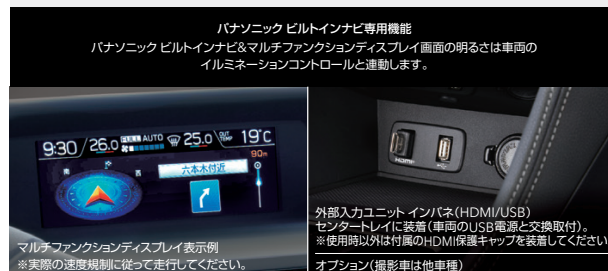 パナソニック ビルトインナビ専用機能
パナソニック ビルトインナビ&マルチファンクションディスプレイ画面の明るさは車両の
イルミネーションコントロールと連動します。
9:30 26.0 FULL AUTO 25.0 OUT TEMP 19℃
90m
南 西
六本木付近
マルチファンクションディスプレイ表示例
※実際の速度規制に従って走行してください。
HDMI
外部入力ユニット インパネ(HDMI/USB)
センタートレイに装着(車両のUSB電源と交換取付)。
※使用時以外は付属のHDMI保護キャップを装着してください
オプション(撮影車は他車種)